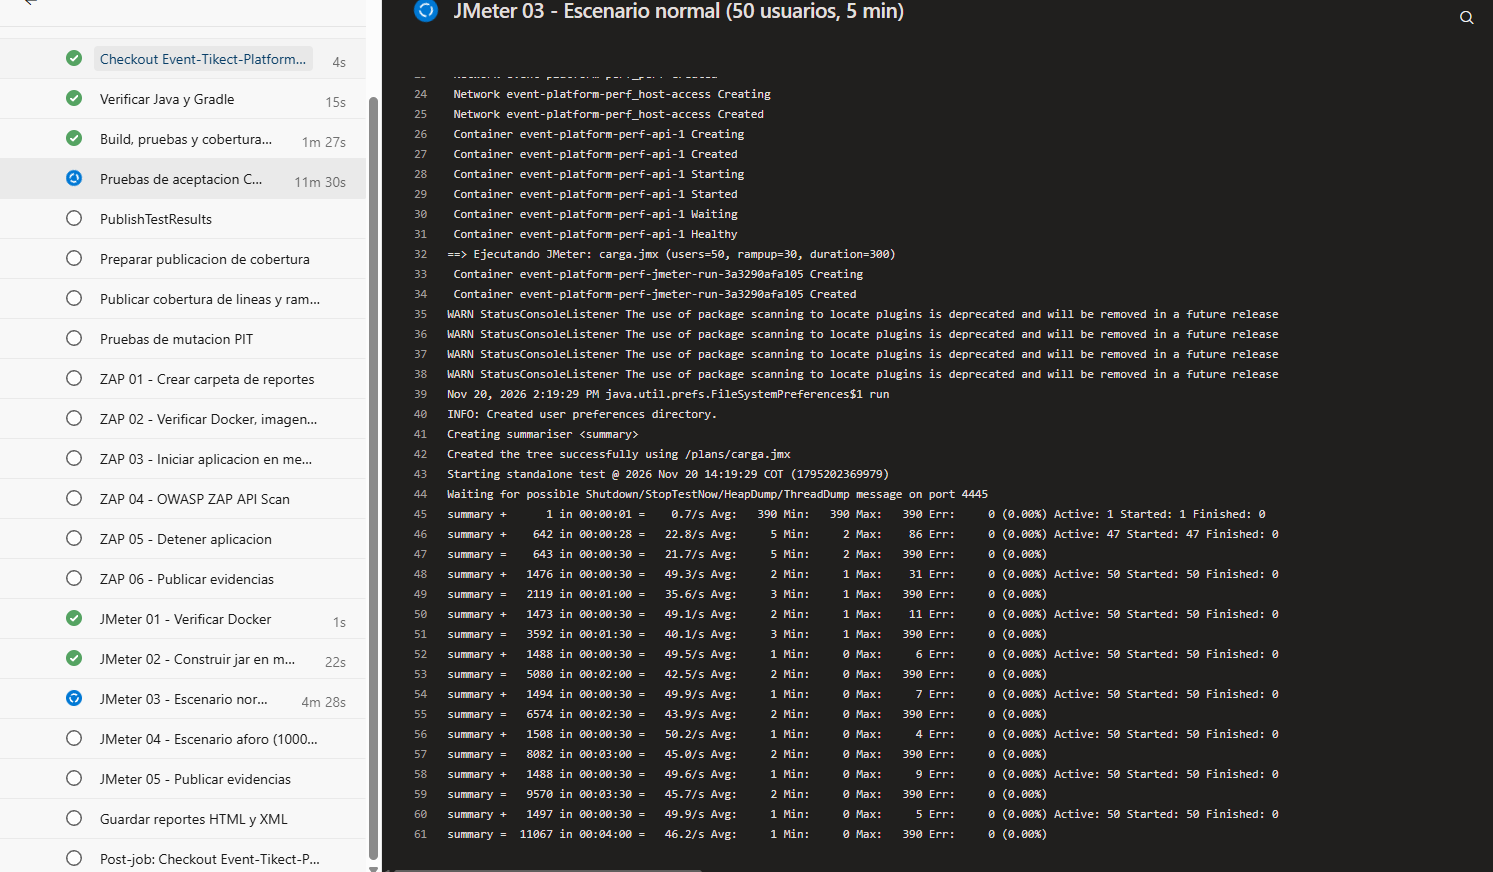 Checkout Event-Tikect-Platform... 4s
Verificar Java y Gradle 15s
Build, pruebas y cobertura... 1m 27s
Pruebas de aceptacion C... 11m 30s
PublishTestResults
Preparar publicacion de cobertura
Publicar cobertura de lineas y ram...
Pruebas de mutacion PIT
ZAP 01 - Crear carpeta de reportes
ZAP 02 - Verificar Docker, imagen...
ZAP 03 - Iniciar aplicacion en me...
ZAP 04 - OWASP ZAP API Scan
ZAP 05 - Detener aplicacion
ZAP 06 - Publicar evidencias
JMeter 01 - Verificar Docker 1s
JMeter 02 - Construir jar en m... 22s
JMeter 03 - Escenario nor... 4m 28s
JMeter 04 - Escenario aforo (1000...
JMeter 05 - Publicar evidencias
Guardar reportes HTML y XML
Post-job: Checkout Event-Tikect-P...
JMeter 03 - Escenario normal (50 usuarios, 5 min)
24 Network event-platform-perf_host-access Creating
25 Network event-platform-perf_host-access Created
26 Container event-platform-perf-api-1 Creating
27 Container event-platform-perf-api-1 Created
28 Container event-platform-perf-api-1 Starting
29 Container event-platform-perf-api-1 Started
30 Container event-platform-perf-api-1 Waiting
31 Container event-platform-perf-api-1 Healthy
32 ==> Ejecutando JMeter: carga.jmx (users=50, rampup=30, duration=300)
33 Container event-platform-perf-jmeter-run-3a3290afa105 Creating
34 Container event-platform-perf-jmeter-run-3a3290afa105 Created
35 WARN StatusConsoleListener The use of package scanning to locate plugins is deprecated and will be removed in a future release
36 WARN StatusConsoleListener The use of package scanning to locate plugins is deprecated and will be removed in a future release
37 WARN StatusConsoleListener The use of package scanning to locate plugins is deprecated and will be removed in a future release
38 WARN StatusConsoleListener The use of package scanning to locate plugins is deprecated and will be removed in a future release
39 Nov 20, 2026 2:19:29 PM java.util.prefs.FileSystemPreferences$1 run
40 INFO: Created user preferences directory.
41 Creating summariser <summary>
42 Created the tree successfully using /plans/carga.jmx
43 Starting standalone test @ 2026 Nov 20 14:19:29 COT (1795202369979)
44 Waiting for possible Shutdown/StopTestNow/HeapDump/ThreadDump message on port 4445
45 summary + 1 in 00:00:01 = 0.7/s Avg: 390 Min: 390 Max: 390 Err: 0 (0.00%) Active: 1 Started: 1 Finished: 0
46 summary + 642 in 00:00:28 = 22.8/s Avg: 5 Min: 2 Max: 86 Err: 0 (0.00%) Active: 47 Started: 47 Finished: 0
47 summary = 643 in 00:00:30 = 21.7/s Avg: 5 Min: 2 Max: 390 Err: 0 (0.00%)
48 summary + 1476 in 00:00:30 = 49.3/s Avg: 2 Min: 1 Max: 31 Err: 0 (0.00%) Active: 50 Started: 50 Finished: 0
49 summary = 2119 in 00:01:00 = 35.6/s Avg: 3 Min: 1 Max: 390 Err: 0 (0.00%)
50 summary + 1473 in 00:00:30 = 49.1/s Avg: 2 Min: 1 Max: 11 Err: 0 (0.00%) Active: 50 Started: 50 Finished: 0
51 summary = 3592 in 00:01:30 = 40.1/s Avg: 3 Min: 1 Max: 390 Err: 0 (0.00%)
52 summary + 1488 in 00:00:30 = 49.5/s Avg: 1 Min: 0 Max: 6 Err: 0 (0.00%) Active: 50 Started: 50 Finished: 0
53 summary = 5080 in 00:02:00 = 42.5/s Avg: 2 Min: 0 Max: 390 Err: 0 (0.00%)
54 summary + 1494 in 00:00:30 = 49.9/s Avg: 1 Min: 0 Max: 7 Err: 0 (0.00%) Active: 50 Started: 50 Finished: 0
55 summary = 6574 in 00:02:30 = 43.9/s Avg: 2 Min: 0 Max: 390 Err: 0 (0.00%)
56 summary + 1508 in 00:00:30 = 50.2/s Avg: 1 Min: 0 Max: 4 Err: 0 (0.00%) Active: 50 Started: 50 Finished: 0
57 summary = 8082 in 00:03:00 = 45.0/s Avg: 2 Min: 0 Max: 390 Err: 0 (0.00%)
58 summary + 1488 in 00:00:30 = 49.6/s Avg: 1 Min: 0 Max: 9 Err: 0 (0.00%) Active: 50 Started: 50 Finished: 0
59 summary = 9570 in 00:03:30 = 45.7/s Avg: 2 Min: 0 Max: 390 Err: 0 (0.00%)
60 summary + 1497 in 00:00:30 = 49.9/s Avg: 1 Min: 0 Max: 5 Err: 0 (0.00%) Active: 50 Started: 50 Finished: 0
61 summary = 11067 in 00:04:00 = 46.2/s Avg: 1 Min: 0 Max: 390 Err: 0 (0.00%)